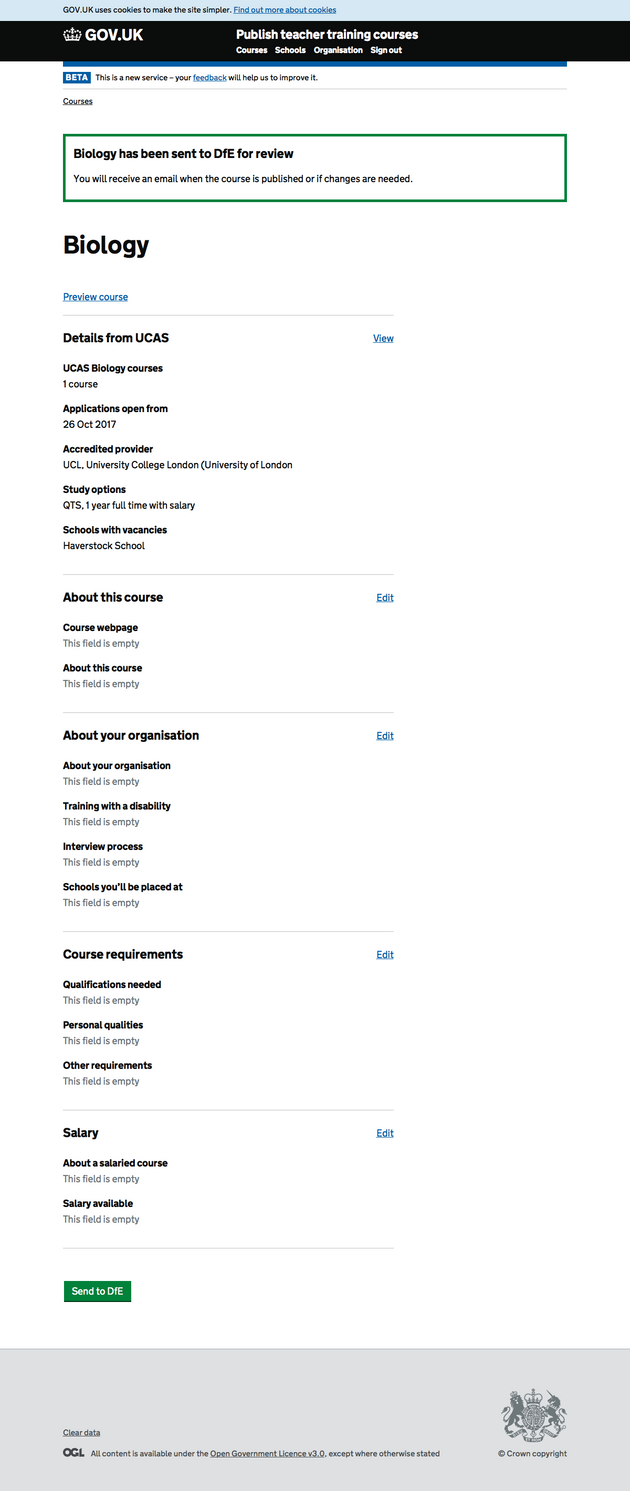 GOV.UK uses cookies to make the site simpler. Find out more about cookies
GOV.UK
Publish teacher training courses
Courses Schools Organisation Sign out
BETA This is a new service – your feedback will help us to improve it.
Courses
Biology has been sent to DfE for review
You will receive an email when the course is published or if changes are needed.
Biology
Preview course
Details from UCAS View
UCAS Biology courses
1 course
Applications open from
26 Oct 2017
Accredited provider
UCL, University College London (University of London
Study options
QTS, 1 year full time with salary
Schools with vacancies
Haverstock School
About this course Edit
Course webpage
This field is empty
About this course
This field is empty
About your organisation Edit
About your organisation
This field is empty
Training with a disability
This field is empty
Interview process
This field is empty
Schools you'll be placed at
This field is empty
Course requirements Edit
Qualifications needed
This field is empty
Personal qualities
This field is empty
Other requirements
This field is empty
Salary Edit
About a salaried course
This field is empty
Salary available
This field is empty
Send to DfE
Clear data
OGL All content is available under the Open Government Licence v3.0, except where otherwise stated
© Crown copyright